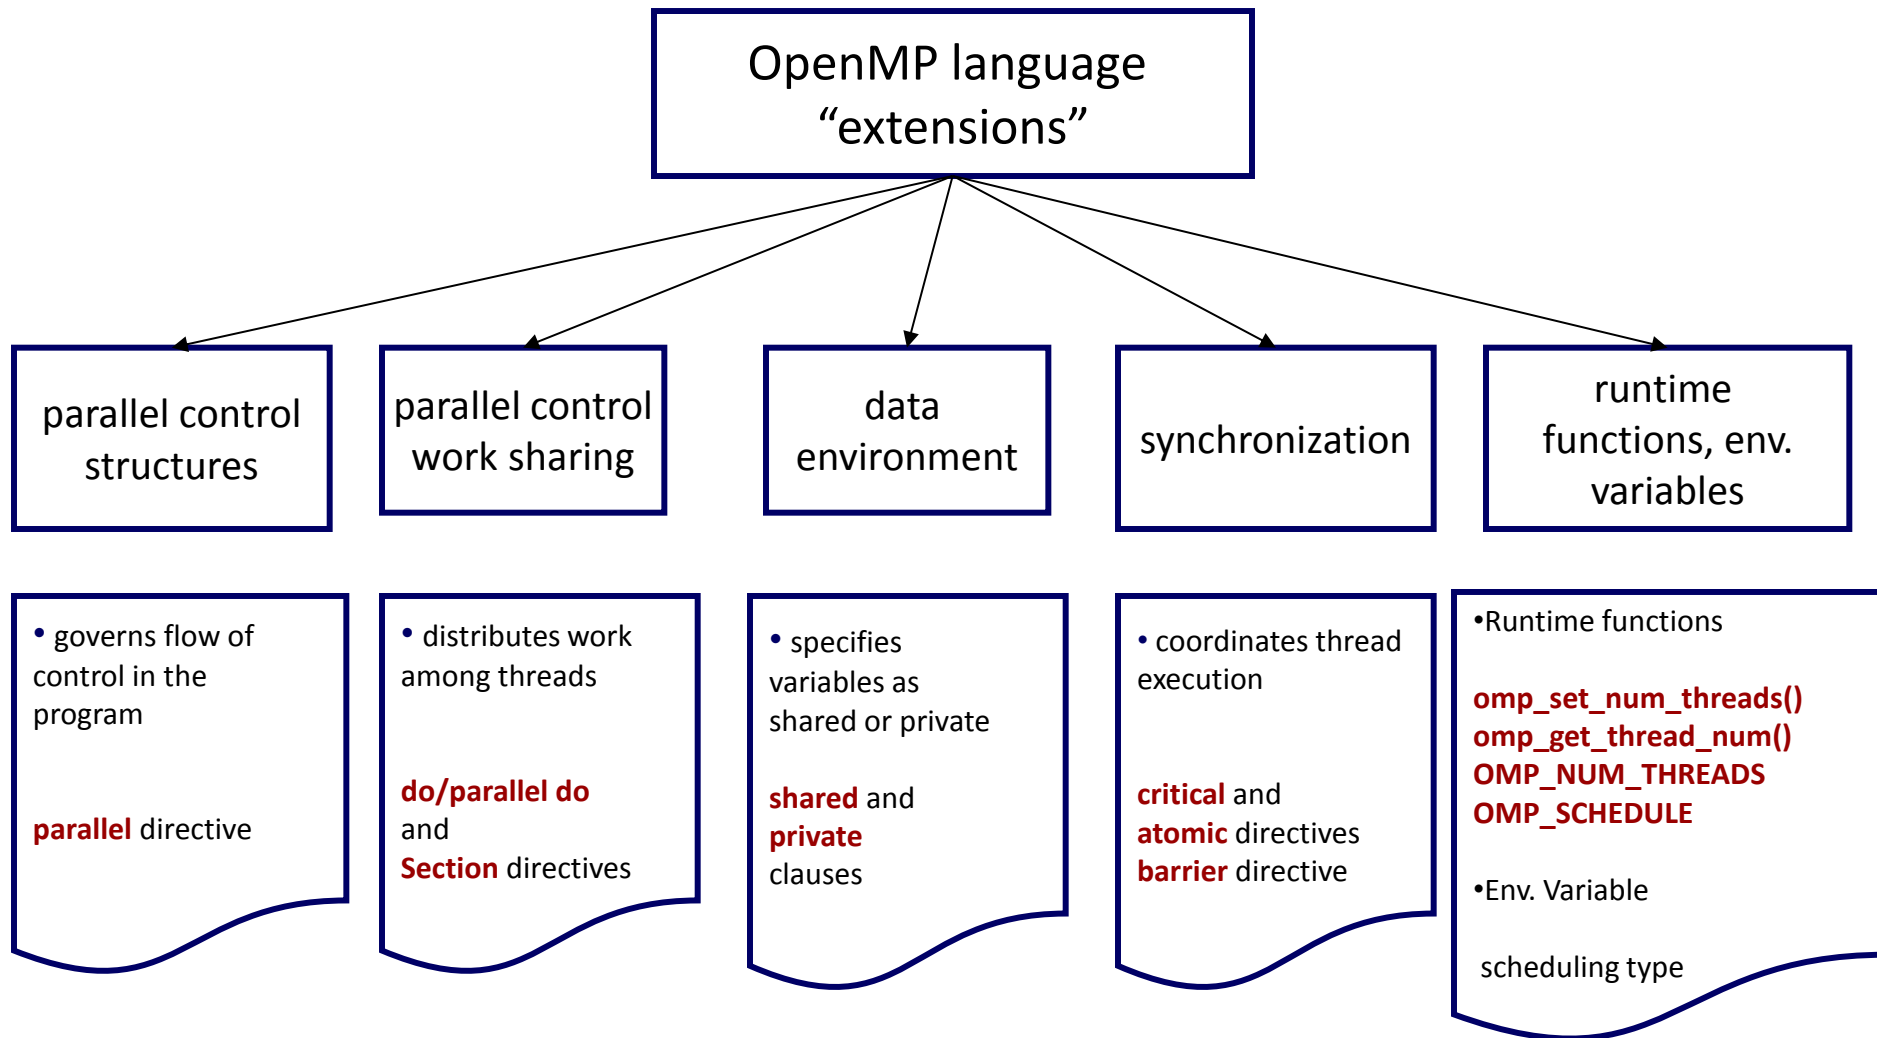 OpenMP language
“extensions”
parallel control
structures
parallel control
work sharing
data
environment
synchronization
runtime
functions, env.
variables
• governs flow of
control in the
program
parallel directive
• distributes work
among threads
do/parallel do
and
Section directives
• specifies
variables as
shared or private
shared and
private
clauses
• coordinates thread
execution
critical and
atomic directives
barrier directive
•Runtime functions
omp_set_num_threads()
omp_get_thread_num()
OMP_NUM_THREADS
OMP_SCHEDULE
•Env. Variable
scheduling type